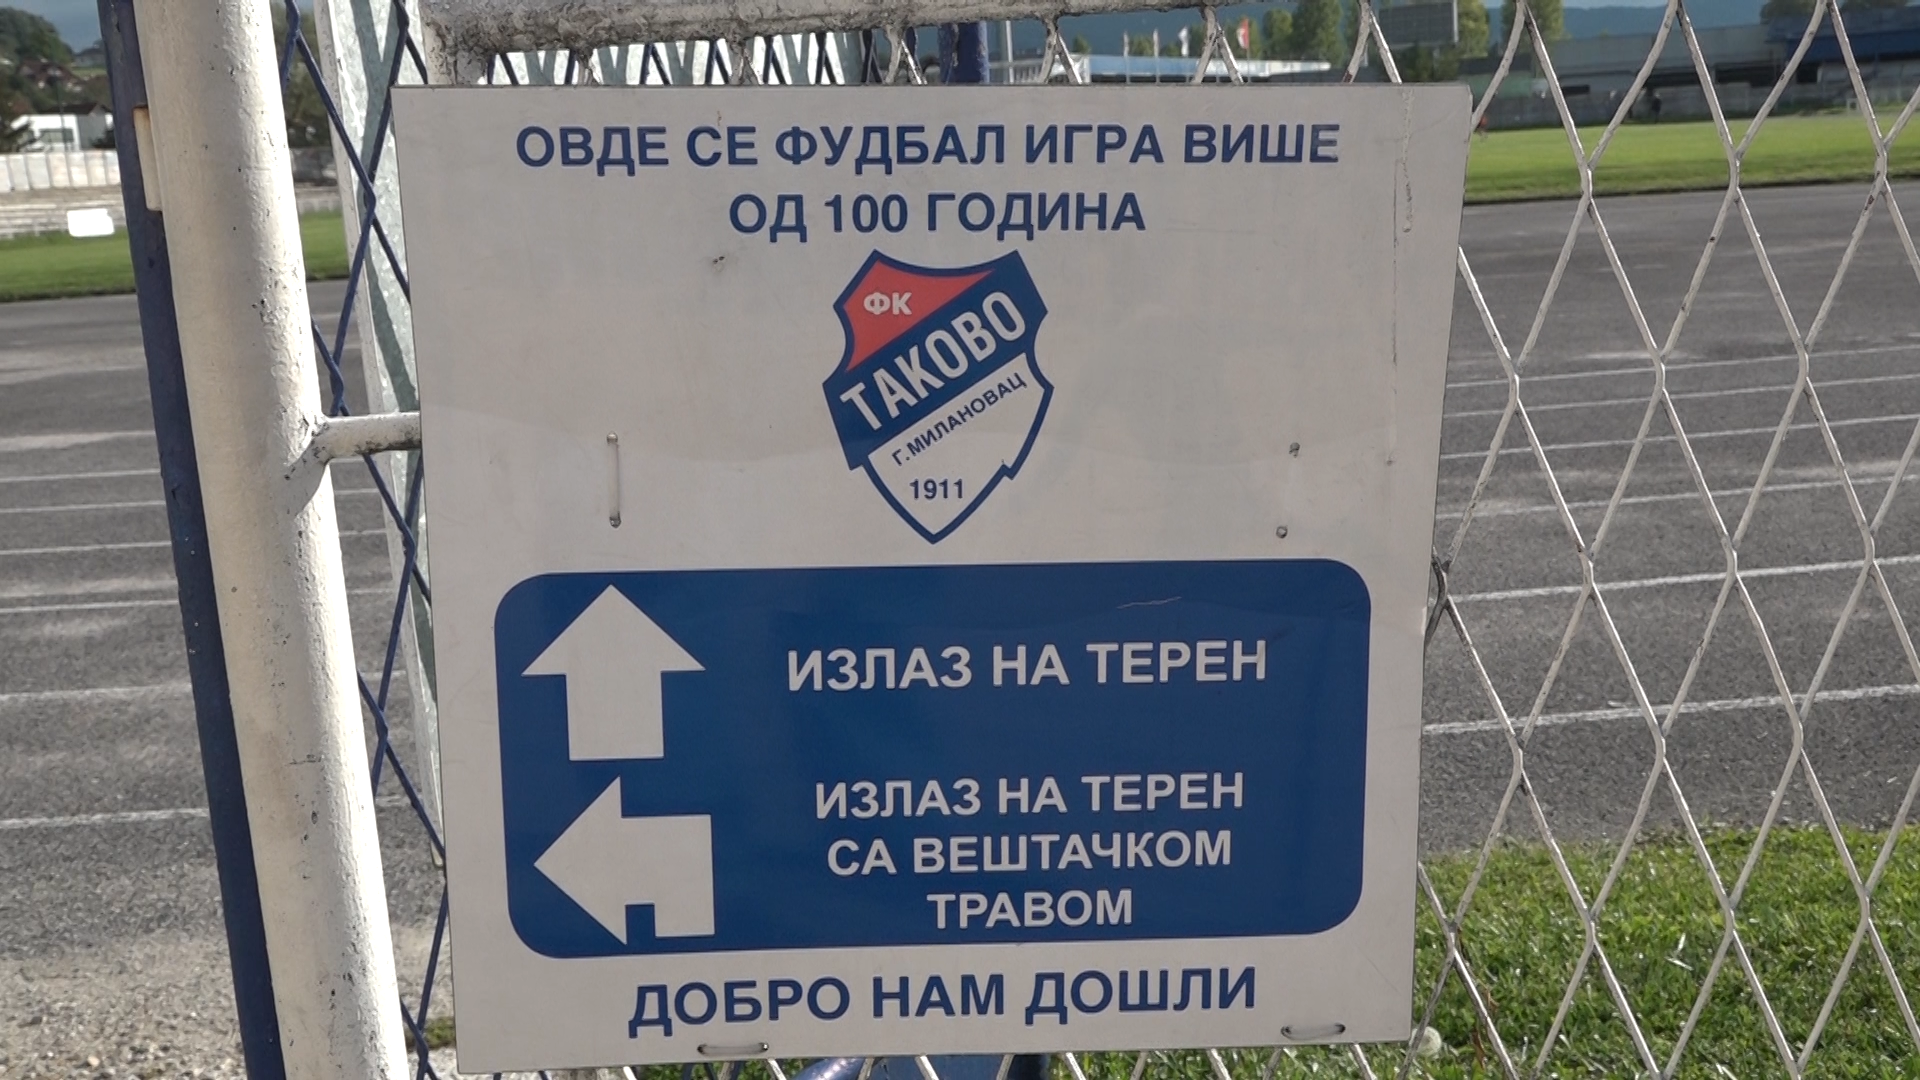 ОВДЕ СЕ ФУДБАЛ ИГРА ВИШЕ
ОД 100 ГОДИНА
ФК
ТАКОВО
Г. МИЛАНОВАЦ
1911
ИЗЛАЗ НА ТЕРЕН
ИЗЛАЗ НА ТЕРЕН
СА ВЕШТАЧКОМ
ТРАВОМ
ДОБРО НАМ ДОШЛИ